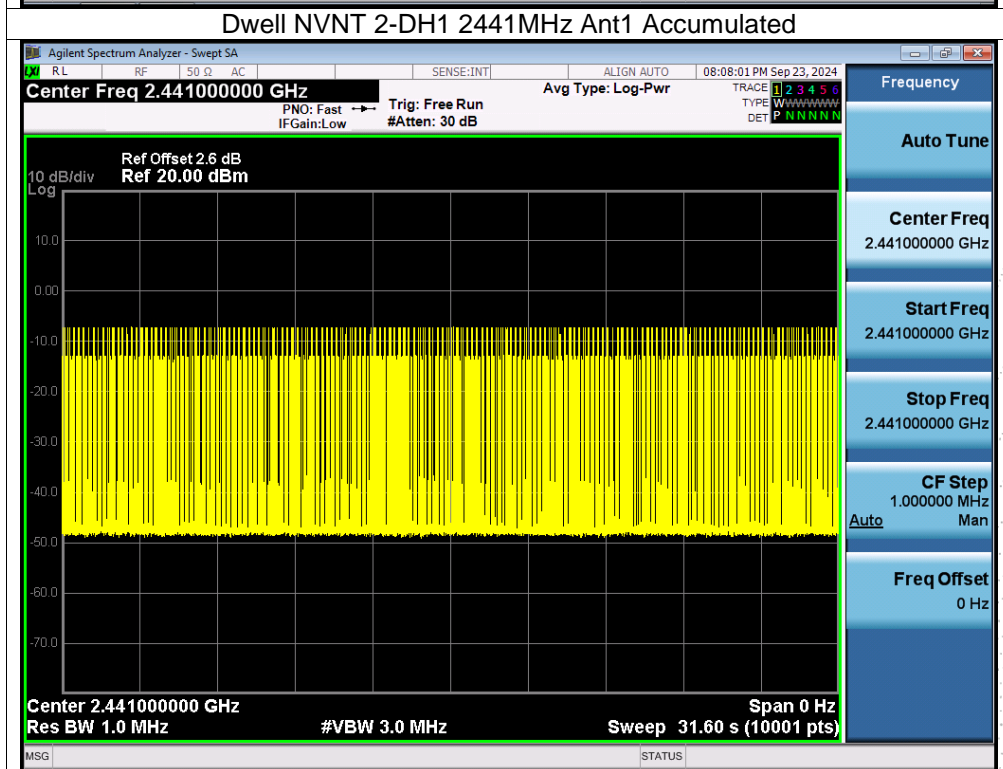 Dwell NVNT 2-DH1 2441MHz Ant1 Accumulated
Agilent Spectrum Analyzer - Swept SA
LXI RL RF 50 Ω AC SENSE:INT ALIGN AUTO 08:08:01 PM Sep 23, 2024
Center Freq 2.441000000 GHz
PNO: Fast
IFGain:Low
Trig: Free Run
#Atten: 30 dB
Avg Type: Log-Pwr
TRACE 1 2 3 4 5 6
TYPE WWWWWW
DET P N N N N N
Ref Offset 2.6 dB
10 dB/div Ref 20.00 dBm
Log
10.0
0.00
-10.0
-20.0
-30.0
-40.0
-50.0
-60.0
-70.0
Center 2.441000000 GHz Span 0 Hz
Res BW 1.0 MHz #VBW 3.0 MHz Sweep 31.60 s (10001 pts)
MSG STATUS
Frequency
Auto Tune
Center Freq
2.441000000 GHz
Start Freq
2.441000000 GHz
Stop Freq
2.441000000 GHz
CF Step
1.000000 MHz
Auto Man
Freq Offset
0 Hz